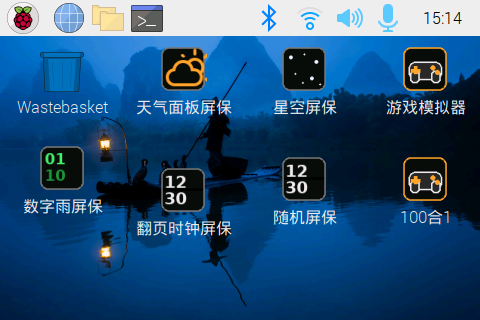 15:14
Wastebasket
天气面板屏保
星空屏保
游戏模拟器
01
10
数字雨屏保
12
30
翻页时钟屏保
12
30
随机屏保
100合1